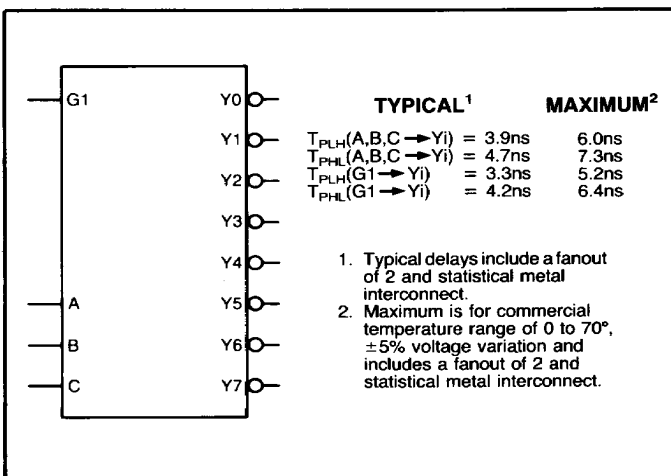 G1 Y0
Y1
Y2
Y3
Y4
A Y5
B Y6
C Y7
TYPICAL¹ MAXIMUM²
TPLH(A,B,C → Yi) = 3.9ns 6.0ns
TPHL(A,B,C → Yi) = 4.7ns 7.3ns
TPLH(G1 → Yi) = 3.3ns 5.2ns
TPHL(G1 → Yi) = 4.2ns 6.4ns
1. Typical delays include a fanout
of 2 and statistical metal
interconnect.
2. Maximum is for commercial
temperature range of 0 to 70°,
±5% voltage variation and
includes a fanout of 2 and
statistical metal interconnect.